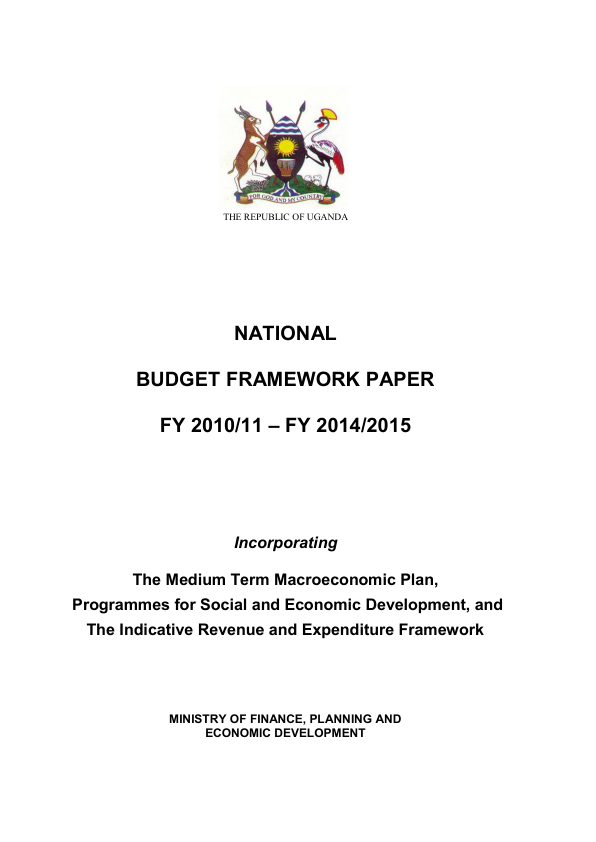 FOR GOD AND MY COUNTRY
THE REPUBLIC OF UGANDA
NATIONAL
BUDGET FRAMEWORK PAPER
FY 2010/11 – FY 2014/2015
Incorporating
The Medium Term Macroeconomic Plan,
Programmes for Social and Economic Development, and
The Indicative Revenue and Expenditure Framework
MINISTRY OF FINANCE, PLANNING AND
ECONOMIC DEVELOPMENT